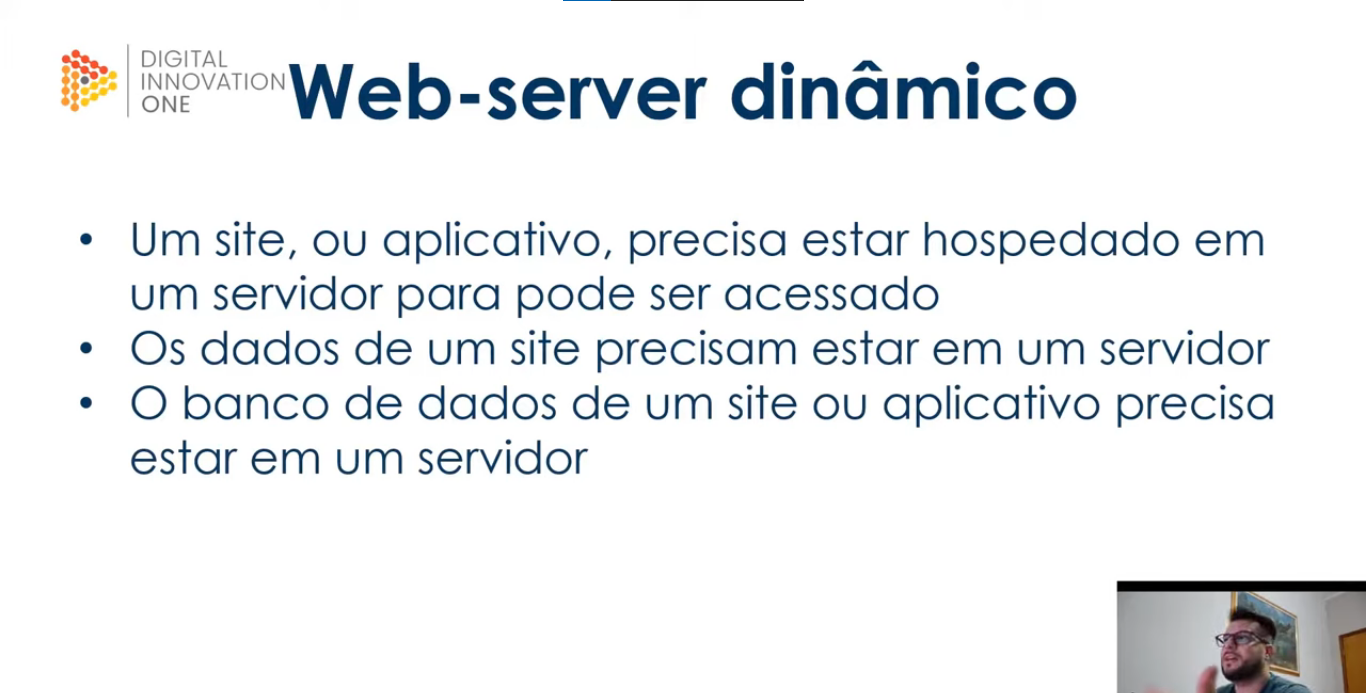 DIGITAL
INNOVATION
ONE
Web-server dinâmico
• Um site, ou aplicativo, precisa estar hospedado em
um servidor para pode ser acessado
• Os dados de um site precisam estar em um servidor
• O banco de dados de um site ou aplicativo precisa
estar em um servidor